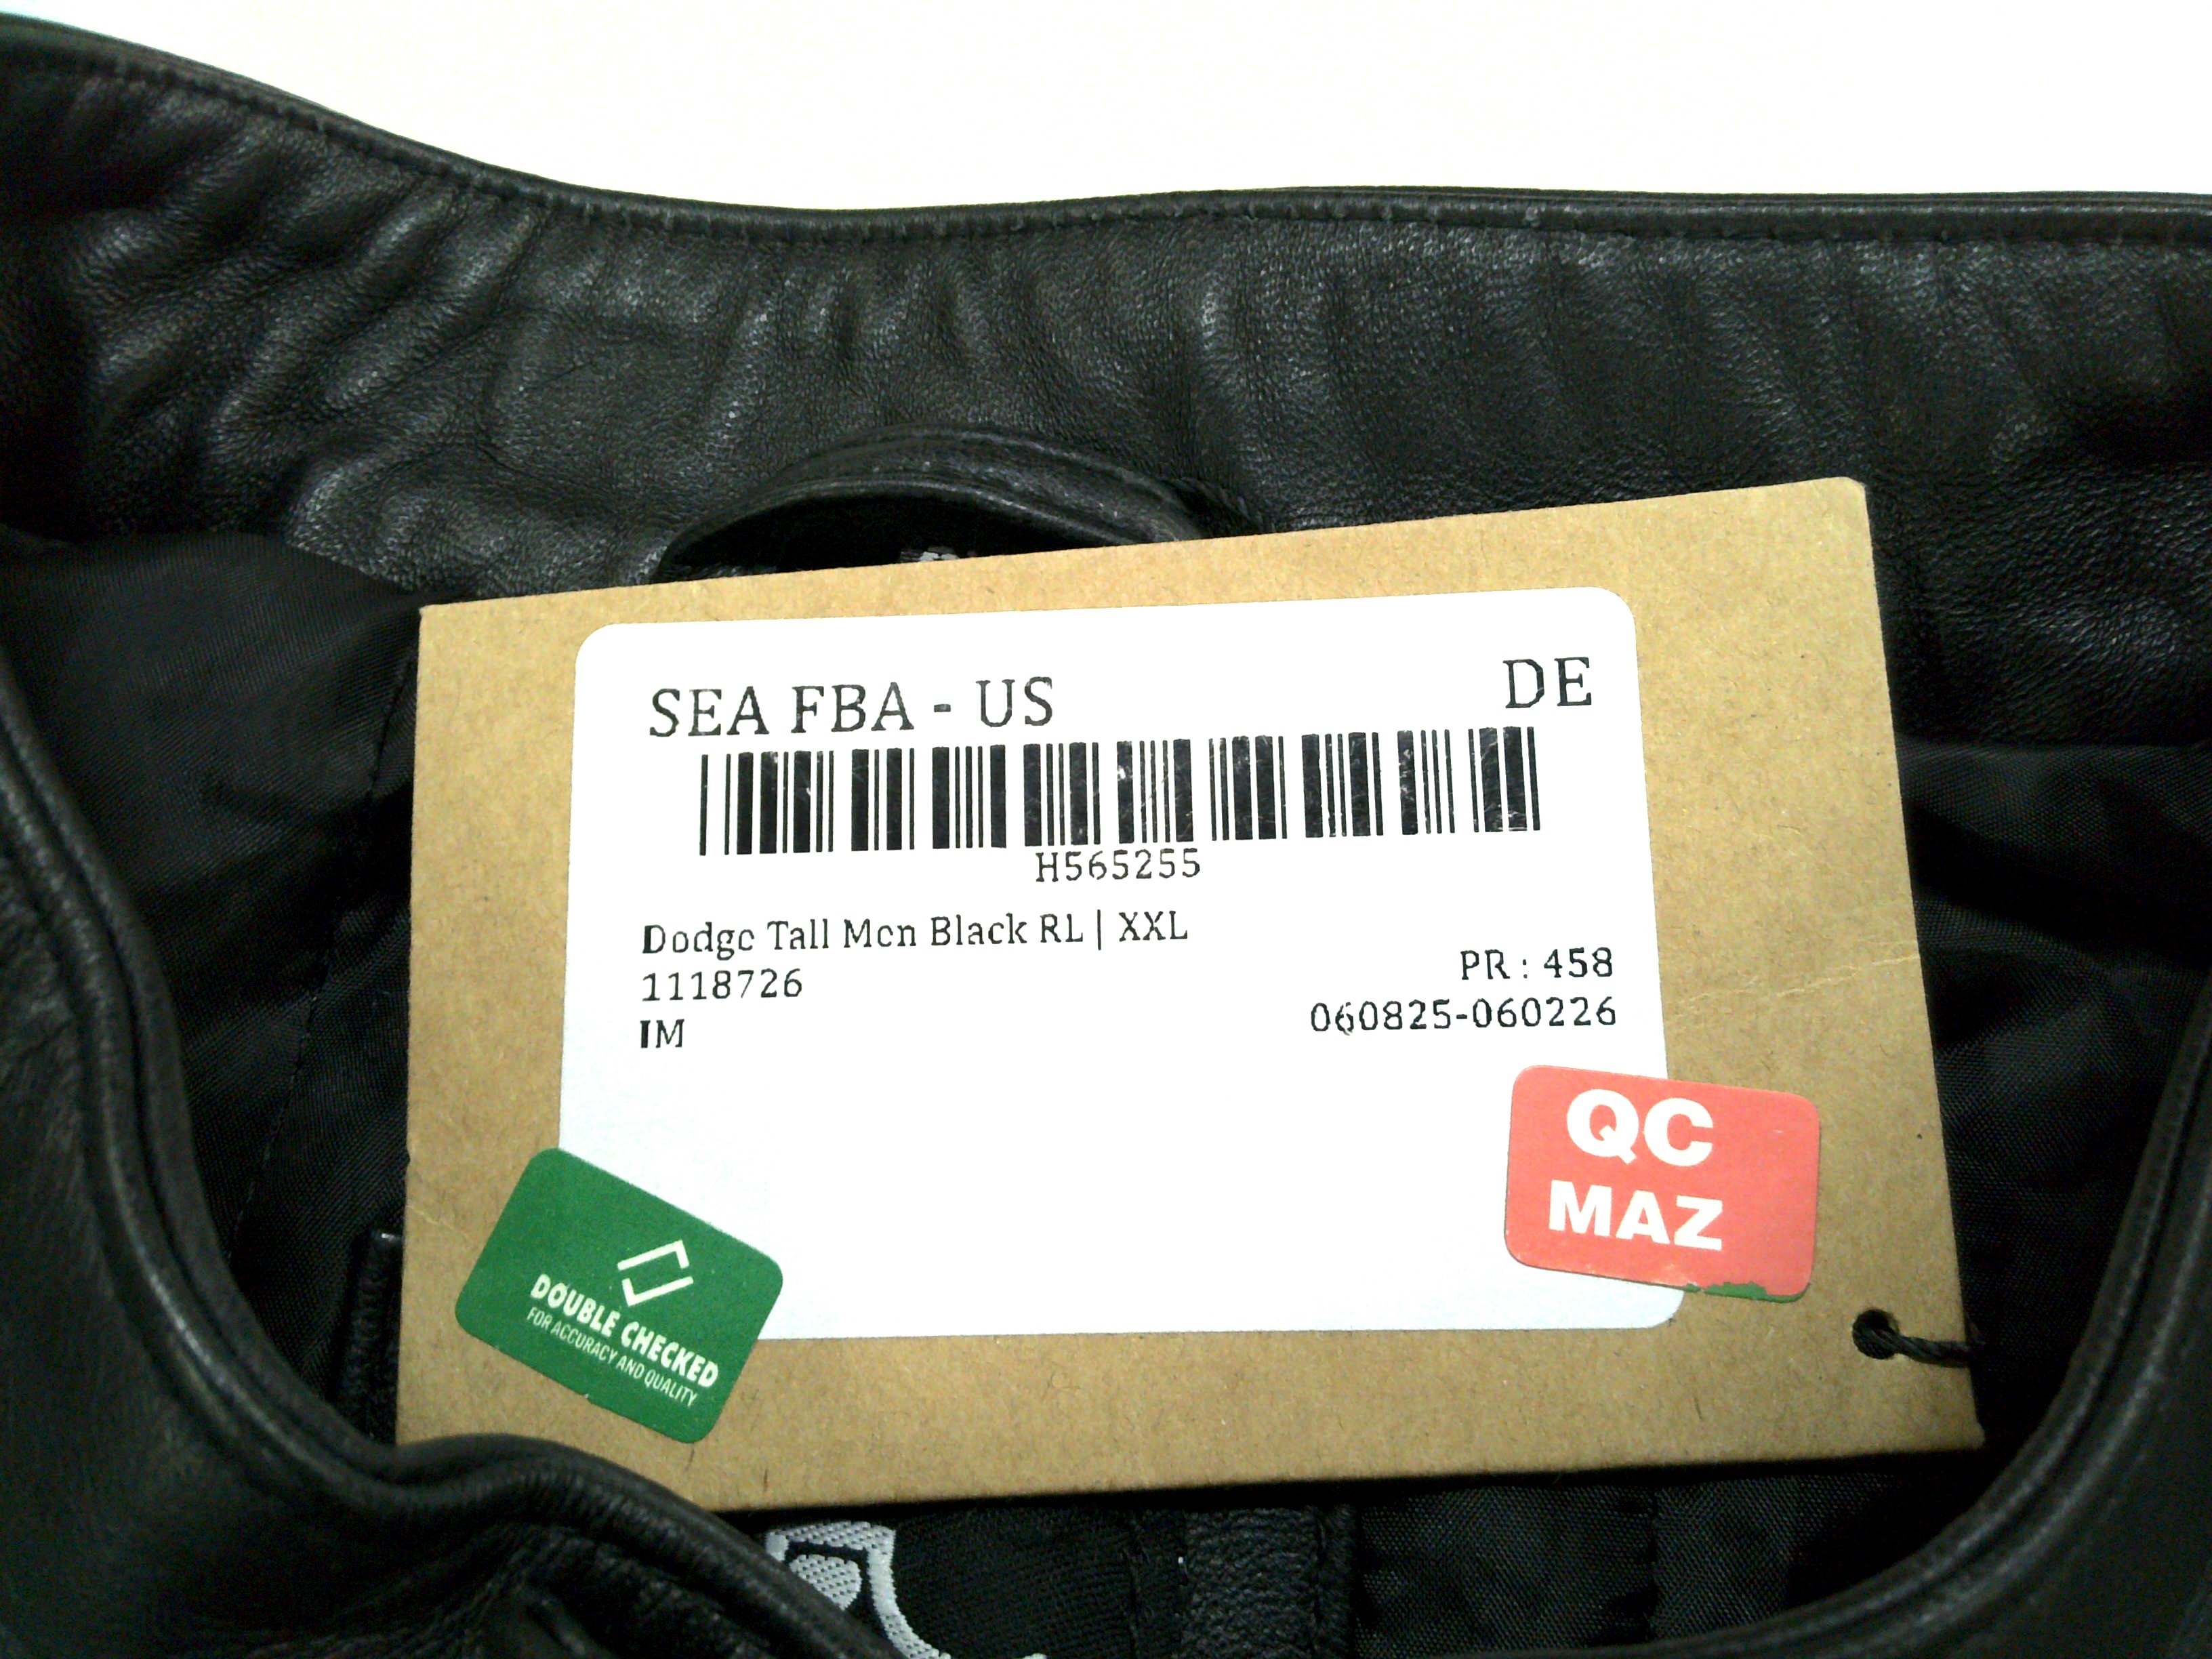 SEA FBA - US
DE
H565255
Dodge Tall Men Black RL | XXL
1118726
IM
PR : 458
060825-060226
QC
MAZ
DOUBLE CHECKED
FOR ACCURACY AND QUALITY